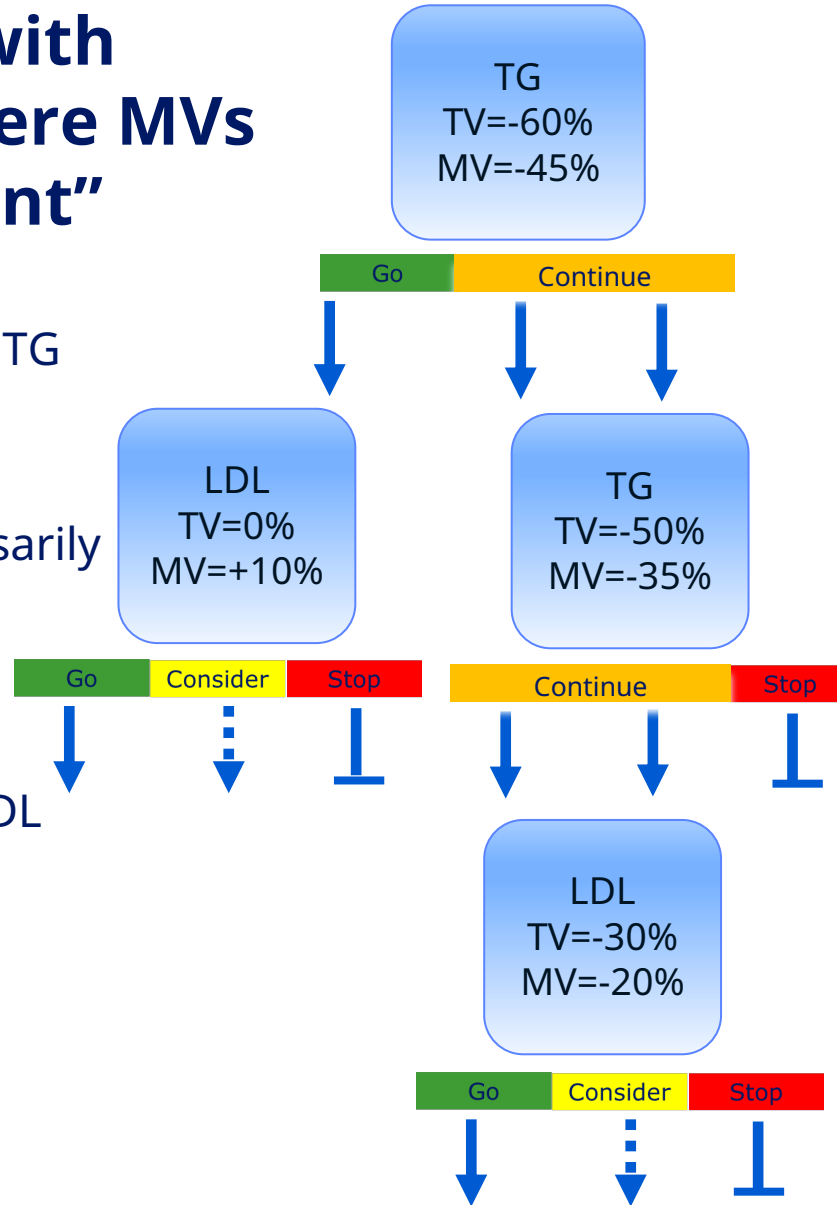 with
ere MVs
nt”
TG
TV=-60%
MV=-45%
Go
Continue
TG
LDL
TV=0%
MV=+10%
TG
TV=-50%
MV=-35%
sarily
Go
Consider
Stop
Continue
Stop
DL
LDL
TV=-30%
MV=-20%
Go
Consider
Stop